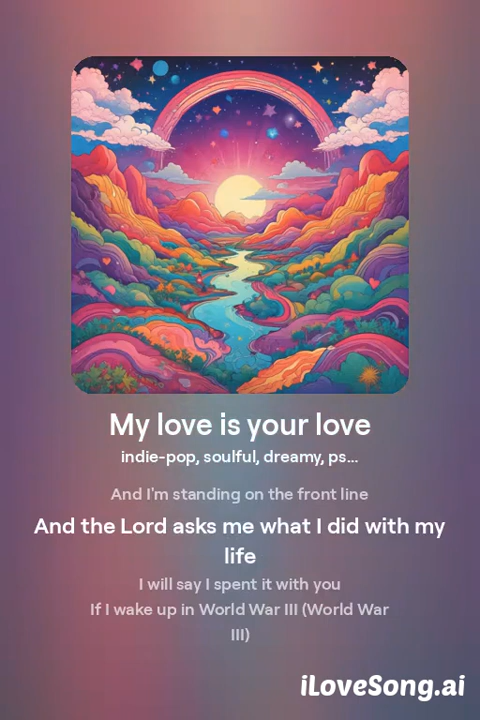 My love is your love
indie-pop, soulful, dreamy, ps...
And I'm standing on the front line
And the Lord asks me what I did with my
life
I will say I spent it with you
If I wake up in World War III (World War
III)
iLoveSong.ai